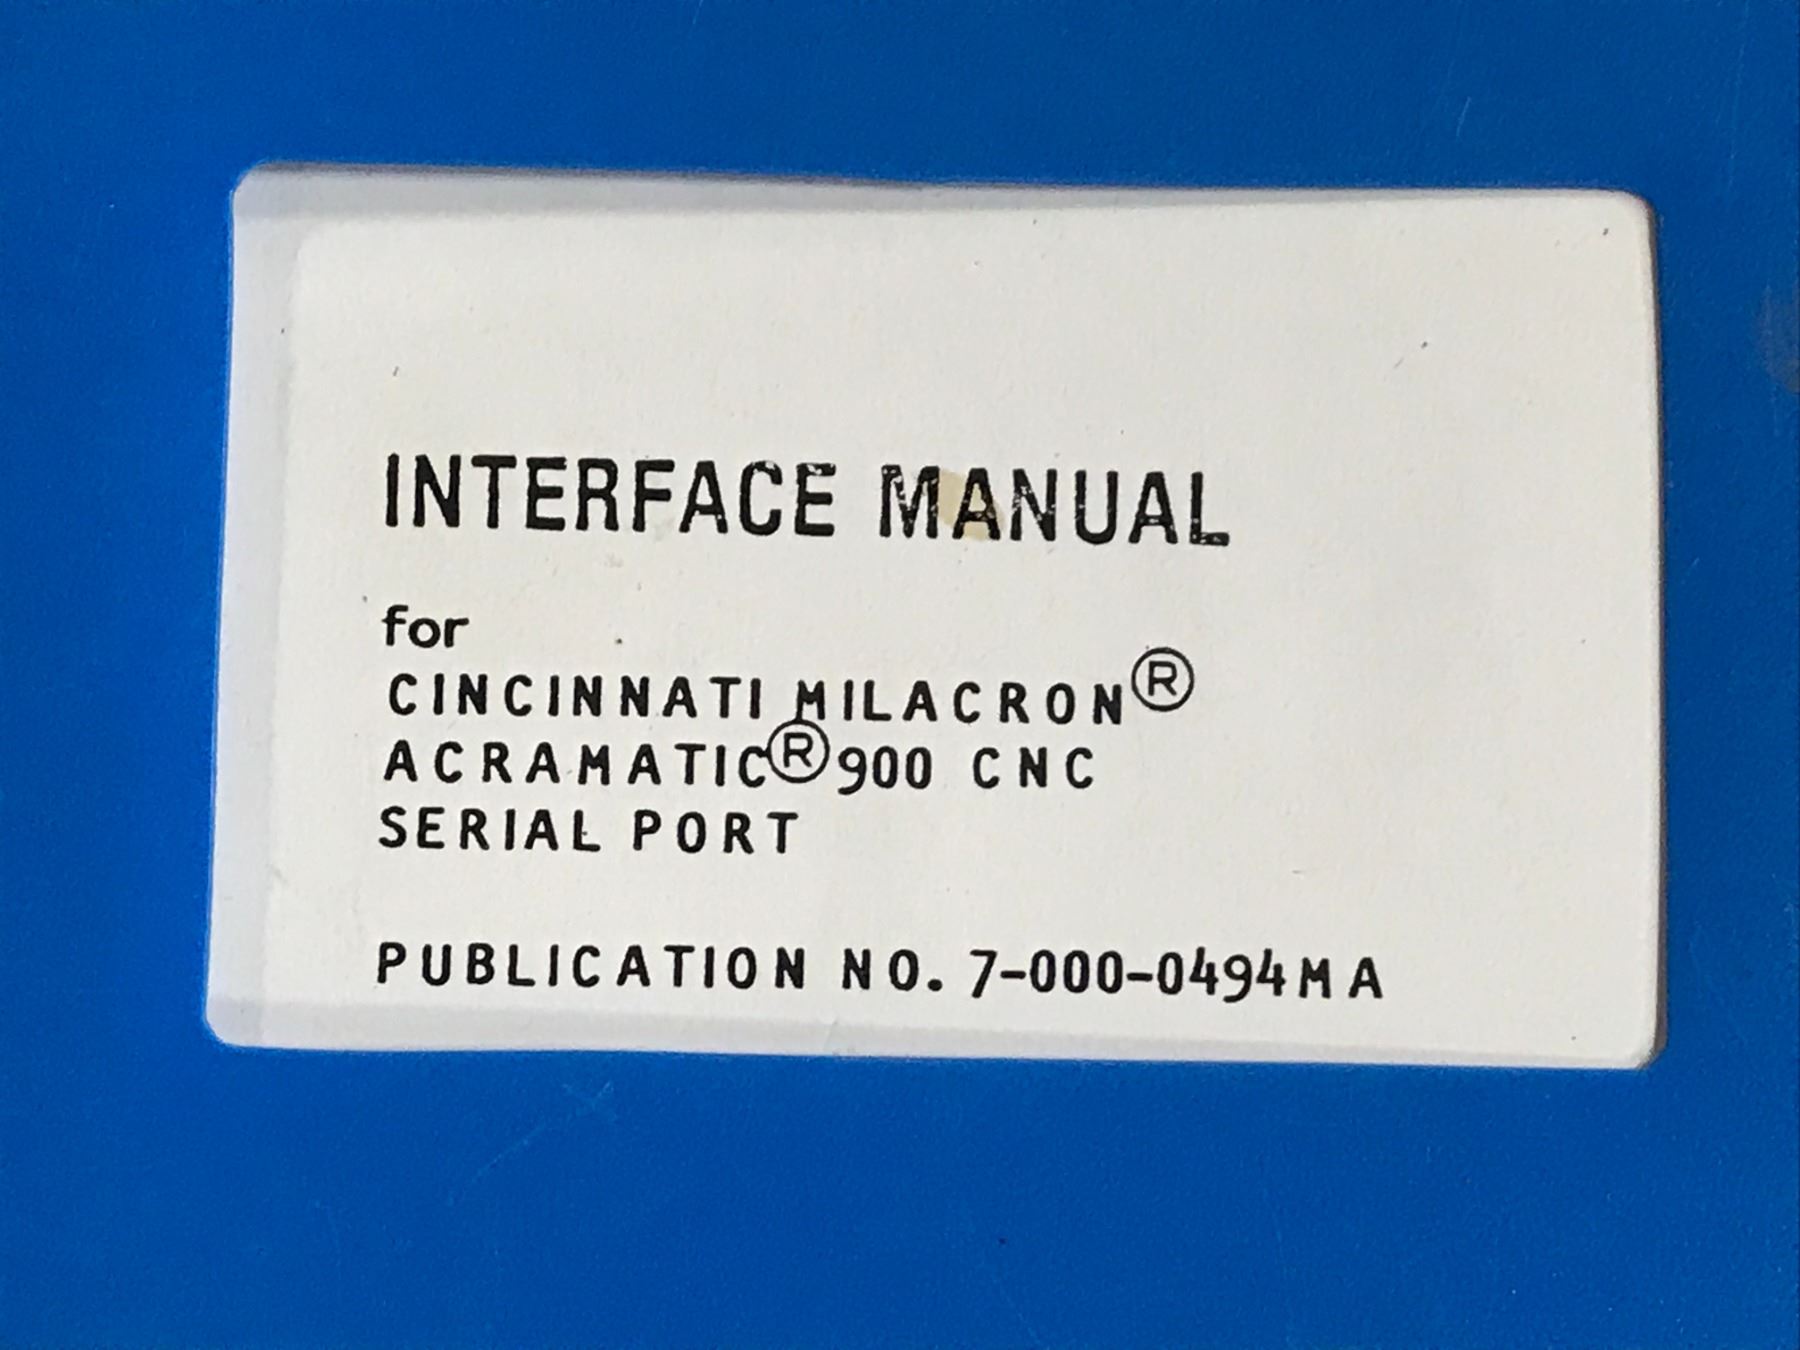 INTERFACE MANUAL
for
CINCINNATI MILACRON®
ACRAMATIC® 900 CNC
SERIAL PORT
PUBLICATION NO. 7-000-0494MA